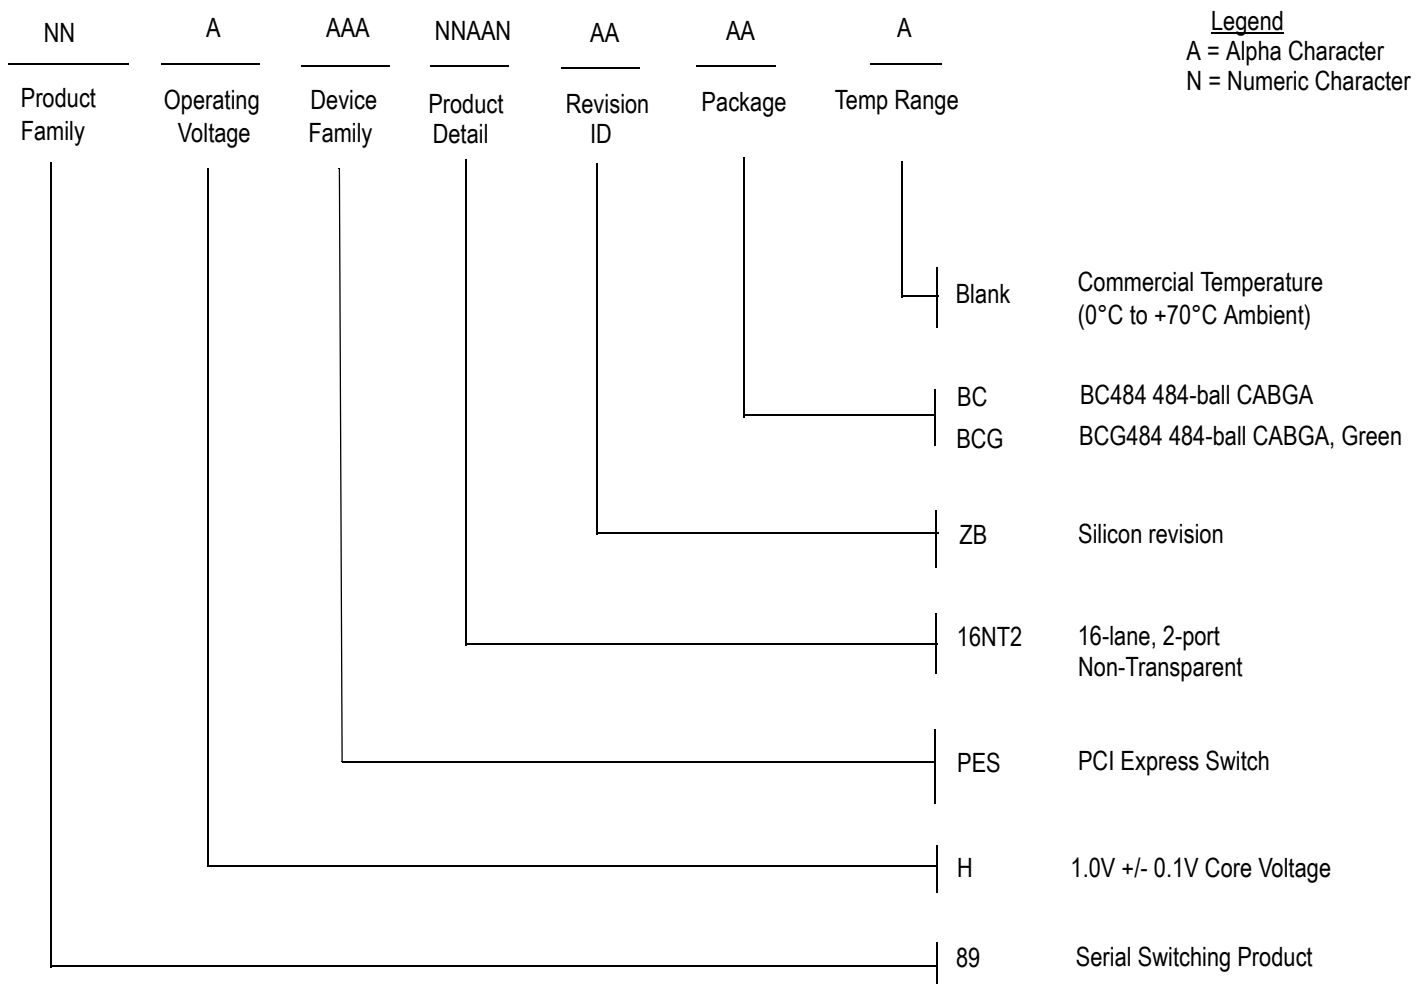 NN A AAA NNAAN AA AA A
Legend
A = Alpha Character
N = Numeric Character
Product Family
Operating Voltage
Device Family
Product Detail
Revision ID
Package
Temp Range
Blank Commercial Temperature
(0°C to +70°C Ambient)
BC BC484 484-ball CABGA
BCG BCG484 484-ball CABGA, Green
ZB Silicon revision
16NT2 16-lane, 2-port
Non-Transparent
PES PCI Express Switch
H 1.0V +/- 0.1V Core Voltage
89 Serial Switching Product